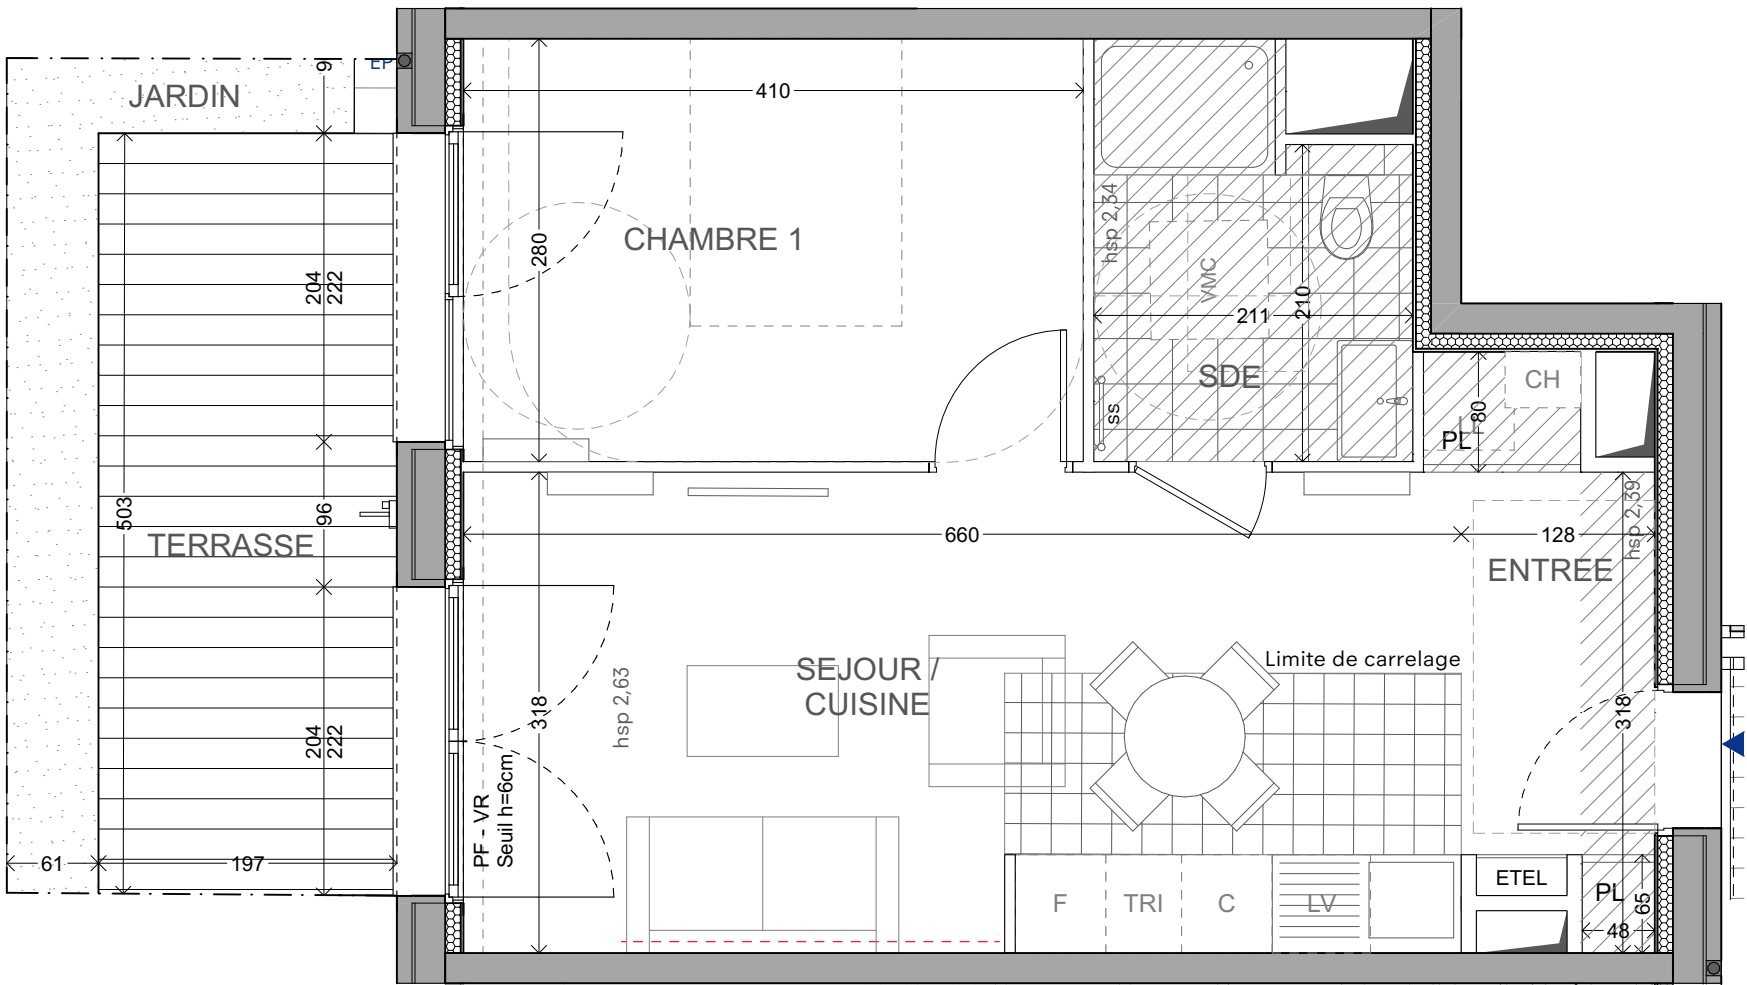 JARDIN
9
EP
410
CHAMBRE 1
280
204
222
hsp 2,34
VMC
210
211
SDE
SS
CH
80
PL
503
96
TERRASSE
660
128
hsp 2,39
ENTREE
Limite de carrelage
SEJOUR /
CUISINE
hsp 2,63
318
318
204
222
PF - VR
Seuil h=6cm
61
197
F
TRI
C
LV
ETEL
PL
65
48